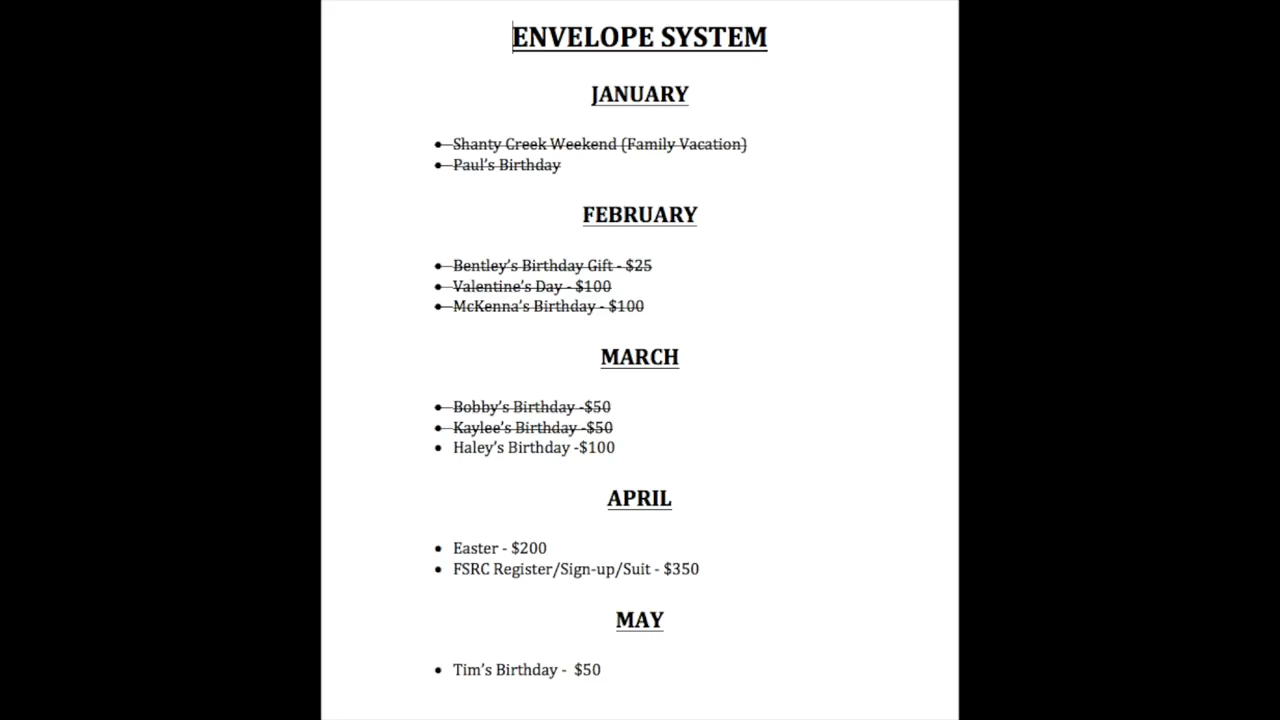 ENVELOPE SYSTEM
JANUARY
• Shanty Creek Weekend (Family Vacation)
• Paul's Birthday
FEBRUARY
• Bentley's Birthday Gift - $25
• Valentine's Day - $100
• McKenna's Birthday - $100
MARCH
• Bobby's Birthday -$50
• Kaylee's Birthday -$50
• Haley's Birthday -$100
APRIL
• Easter - $200
• FSRC Register/Sign-up/Suit - $350
MAY
• Tim's Birthday -  $50